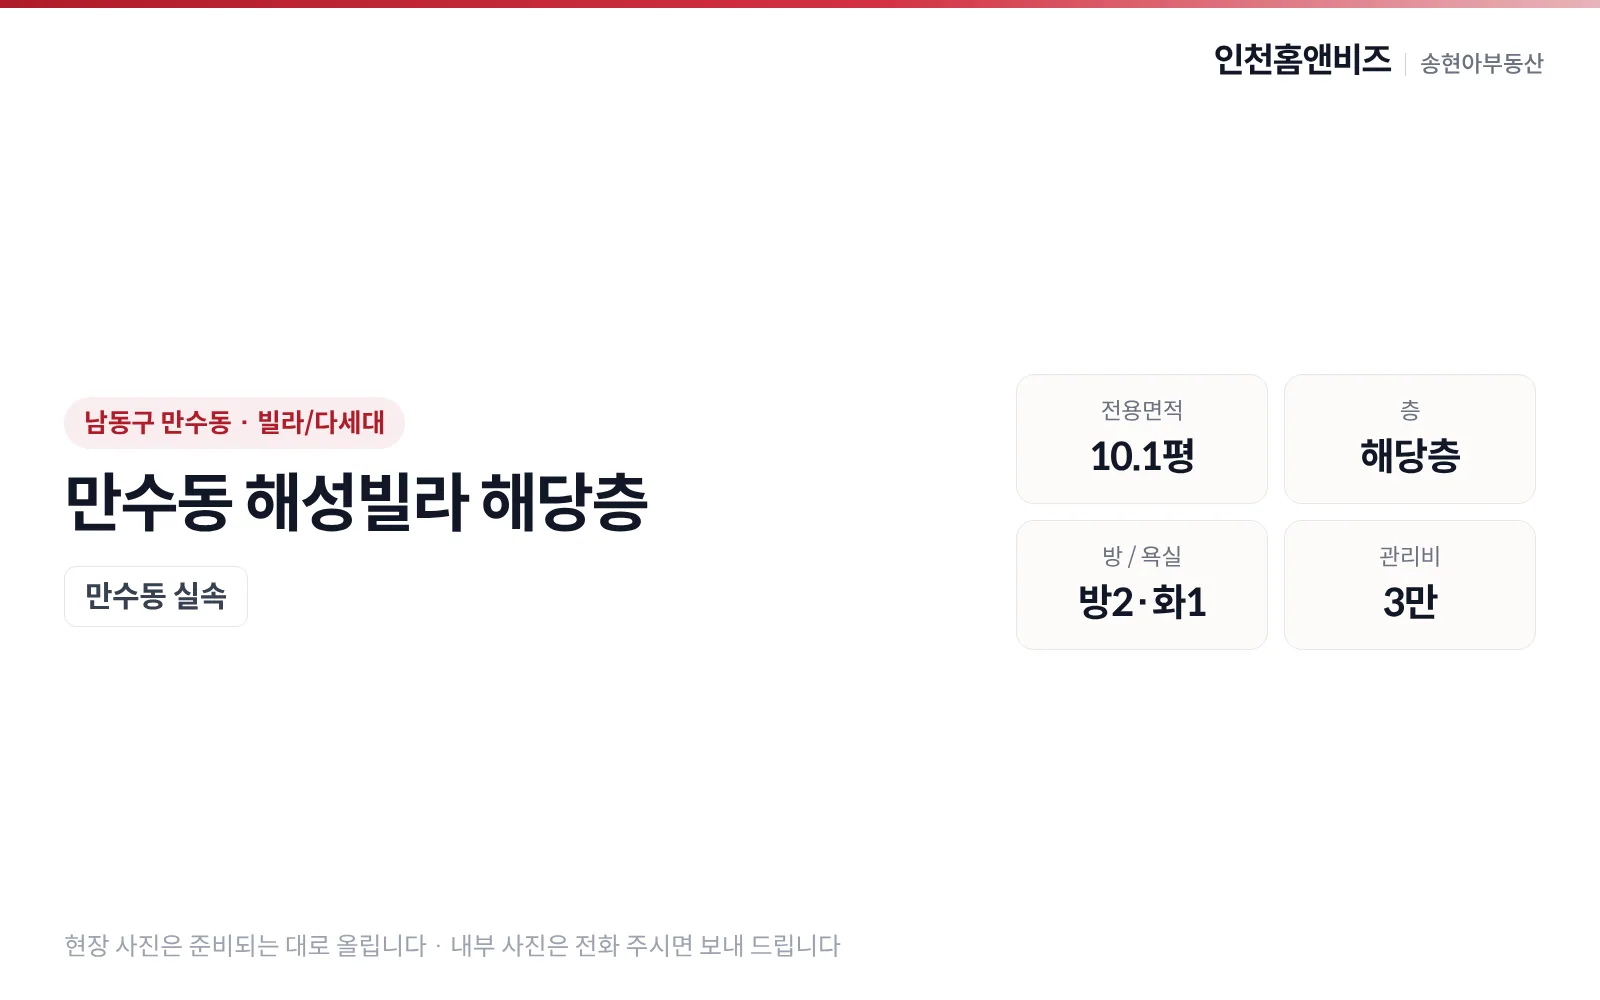 인천홈앤비즈 송현아부동산
남동구 만수동 · 빌라/다세대
만수동 해성빌라 해당층
만수동 실속
전용면적
10.1평
층
해당층
방 / 욕실
방2·화1
관리비
3만
현장 사진은 준비되는 대로 올립니다 · 내부 사진은 전화 주시면 보내 드립니다